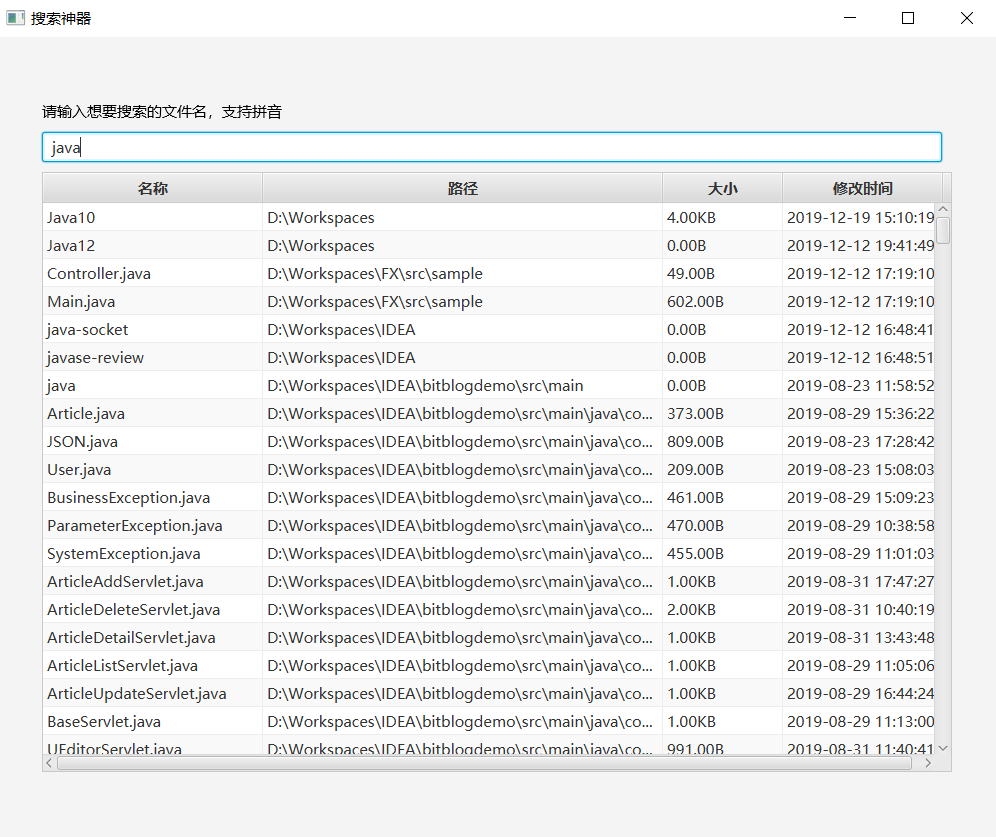 搜索神器
请输入想要搜索的文件名，支持拼音
java
名称 路径 大小 修改时间
Java10 D:\Workspaces 4.00KB 2019-12-19 15:10:19
Java12 D:\Workspaces 0.00B 2019-12-12 19:41:49
Controller.java D:\Workspaces\FX\src\sample 49.00B 2019-12-12 17:19:10
Main.java D:\Workspaces\FX\src\sample 602.00B 2019-12-12 17:19:10
java-socket D:\Workspaces\IDEA 0.00B 2019-12-12 16:48:41
javase-review D:\Workspaces\IDEA 0.00B 2019-12-12 16:48:51
java D:\Workspaces\IDEA\bitblogdemo\src\main 0.00B 2019-08-23 11:58:52
Article.java D:\Workspaces\IDEA\bitblogdemo\src\main\java\co... 373.00B 2019-08-29 15:36:22
JSON.java D:\Workspaces\IDEA\bitblogdemo\src\main\java\co... 809.00B 2019-08-23 17:28:42
User.java D:\Workspaces\IDEA\bitblogdemo\src\main\java\co... 209.00B 2019-08-23 15:08:03
BusinessException.java D:\Workspaces\IDEA\bitblogdemo\src\main\java\co... 461.00B 2019-08-29 15:09:23
ParameterException.java D:\Workspaces\IDEA\bitblogdemo\src\main\java\co... 470.00B 2019-08-29 10:38:58
SystemException.java D:\Workspaces\IDEA\bitblogdemo\src\main\java\co... 455.00B 2019-08-29 11:01:03
ArticleAddServlet.java D:\Workspaces\IDEA\bitblogdemo\src\main\java\co... 1.00KB 2019-08-31 17:47:27
ArticleDeleteServlet.java D:\Workspaces\IDEA\bitblogdemo\src\main\java\co... 2.00KB 2019-08-31 10:40:19
ArticleDetailServlet.java D:\Workspaces\IDEA\bitblogdemo\src\main\java\co... 1.00KB 2019-08-31 13:43:48
ArticleListServlet.java D:\Workspaces\IDEA\bitblogdemo\src\main\java\co... 1.00KB 2019-08-29 11:05:06
ArticleUpdateServlet.java D:\Workspaces\IDEA\bitblogdemo\src\main\java\co... 1.00KB 2019-08-29 16:44:24
BaseServlet.java D:\Workspaces\IDEA\bitblogdemo\src\main\java\co... 1.00KB 2019-08-29 11:13:00
UEditorServlet.java D:\Workspaces\IDEA\bitblogdemo\src\main\java\co... 991.00B 2019-08-31 11:40:41